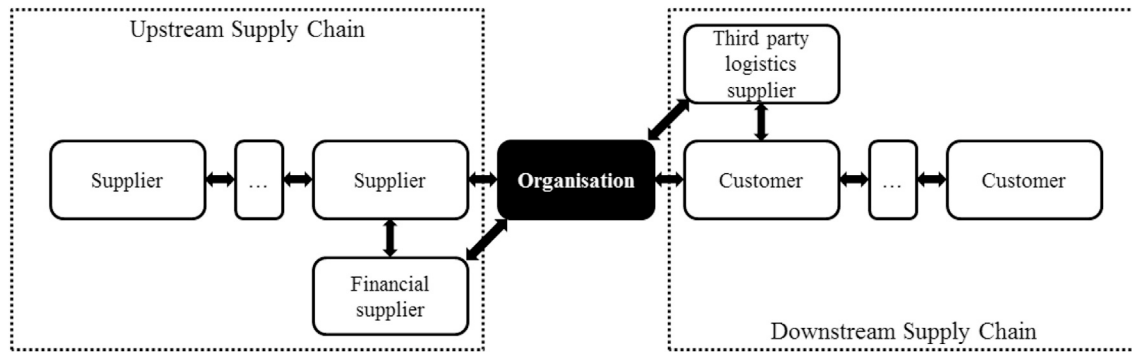 Upstream Supply Chain
Third party
logistics
supplier
Supplier
…
Supplier
Organisation
Customer
…
Customer
Financial
supplier
Downstream Supply Chain